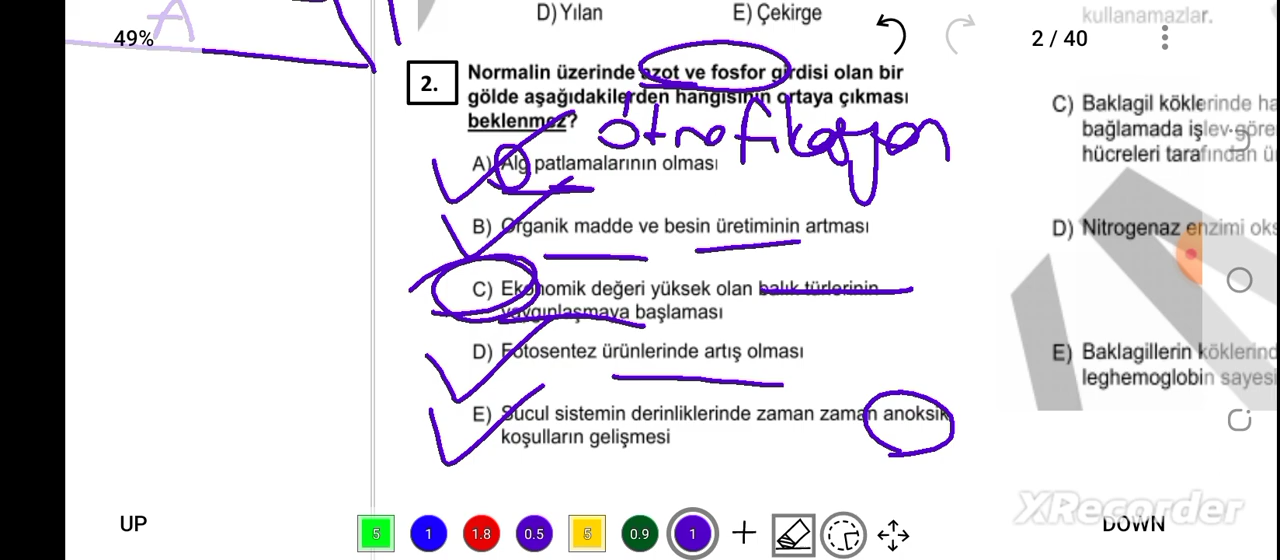 D) Yılan
E) Çekirge
49%
2 / 40
kullanamazlar.
2.
Normalin üzerinde azot ve fosfor girdisi olan bir
gölde aşağıdakilerden hangisinin ortaya çıkması
beklenmez?
ötrofikasyon
A) Alg patlamalarının olması
B) Organik madde ve besin üretiminin artması
C) Ekonomik değeri yüksek olan balık türlerinin
yaygınlaşmaya başlaması
D) Fotosentez ürünlerinde artış olması
E) Sucul sistemin derinliklerinde zaman zaman anoksik
koşulların gelişmesi
C) Baklagil köklerinde ha
bağlamada işlev göre
hücreleri tarafından ü
D) Nitrogenaz enzimi oks
E) Baklagillerin köklerind
leghemoglobin sayesi
A
XRecorder
UP
5
1
1.8
0.5
5
0.9
1
DOWN